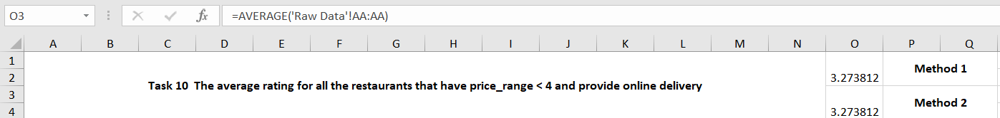 O3 fx =AVERAGE('Raw Data'!AA:AA)
A B C D E F G H I J K L M N O P Q
1
2
3
4
Task 10  The average rating for all the restaurants that have price_range < 4 and provide online delivery
3.273812
Method 1
3.273812
Method 2